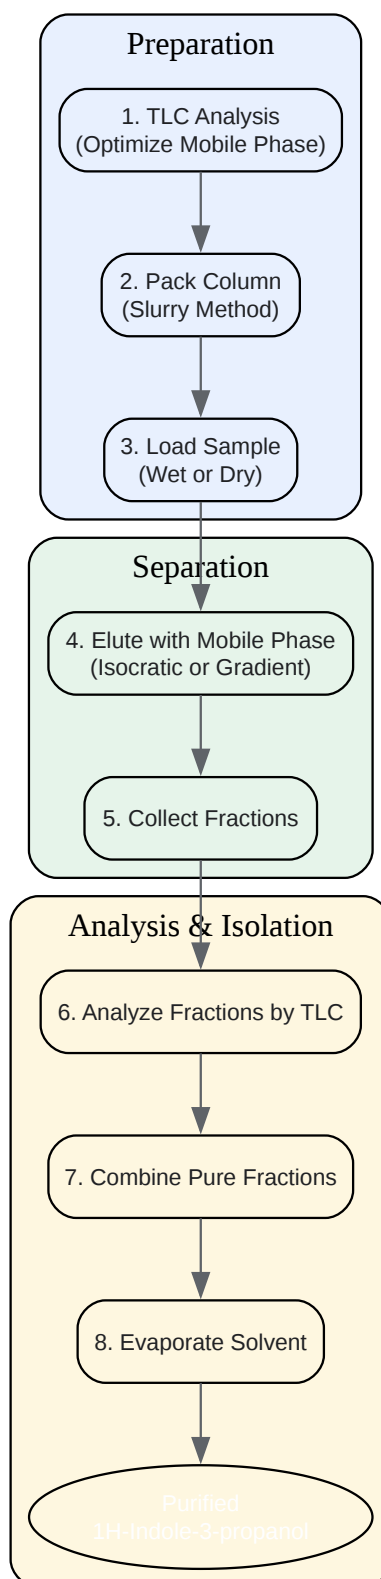 Preparation
1. TLC Analysis
(Optimize Mobile Phase)
2. Pack Column
(Slurry Method)
3. Load Sample
(Wet or Dry)
Separation
4. Elute with Mobile Phase
(Isocratic or Gradient)
5. Collect Fractions
Analysis & Isolation
6. Analyze Fractions by TLC
7. Combine Pure Fractions
8. Evaporate Solvent
Purified
1H-Indole-3-propanol